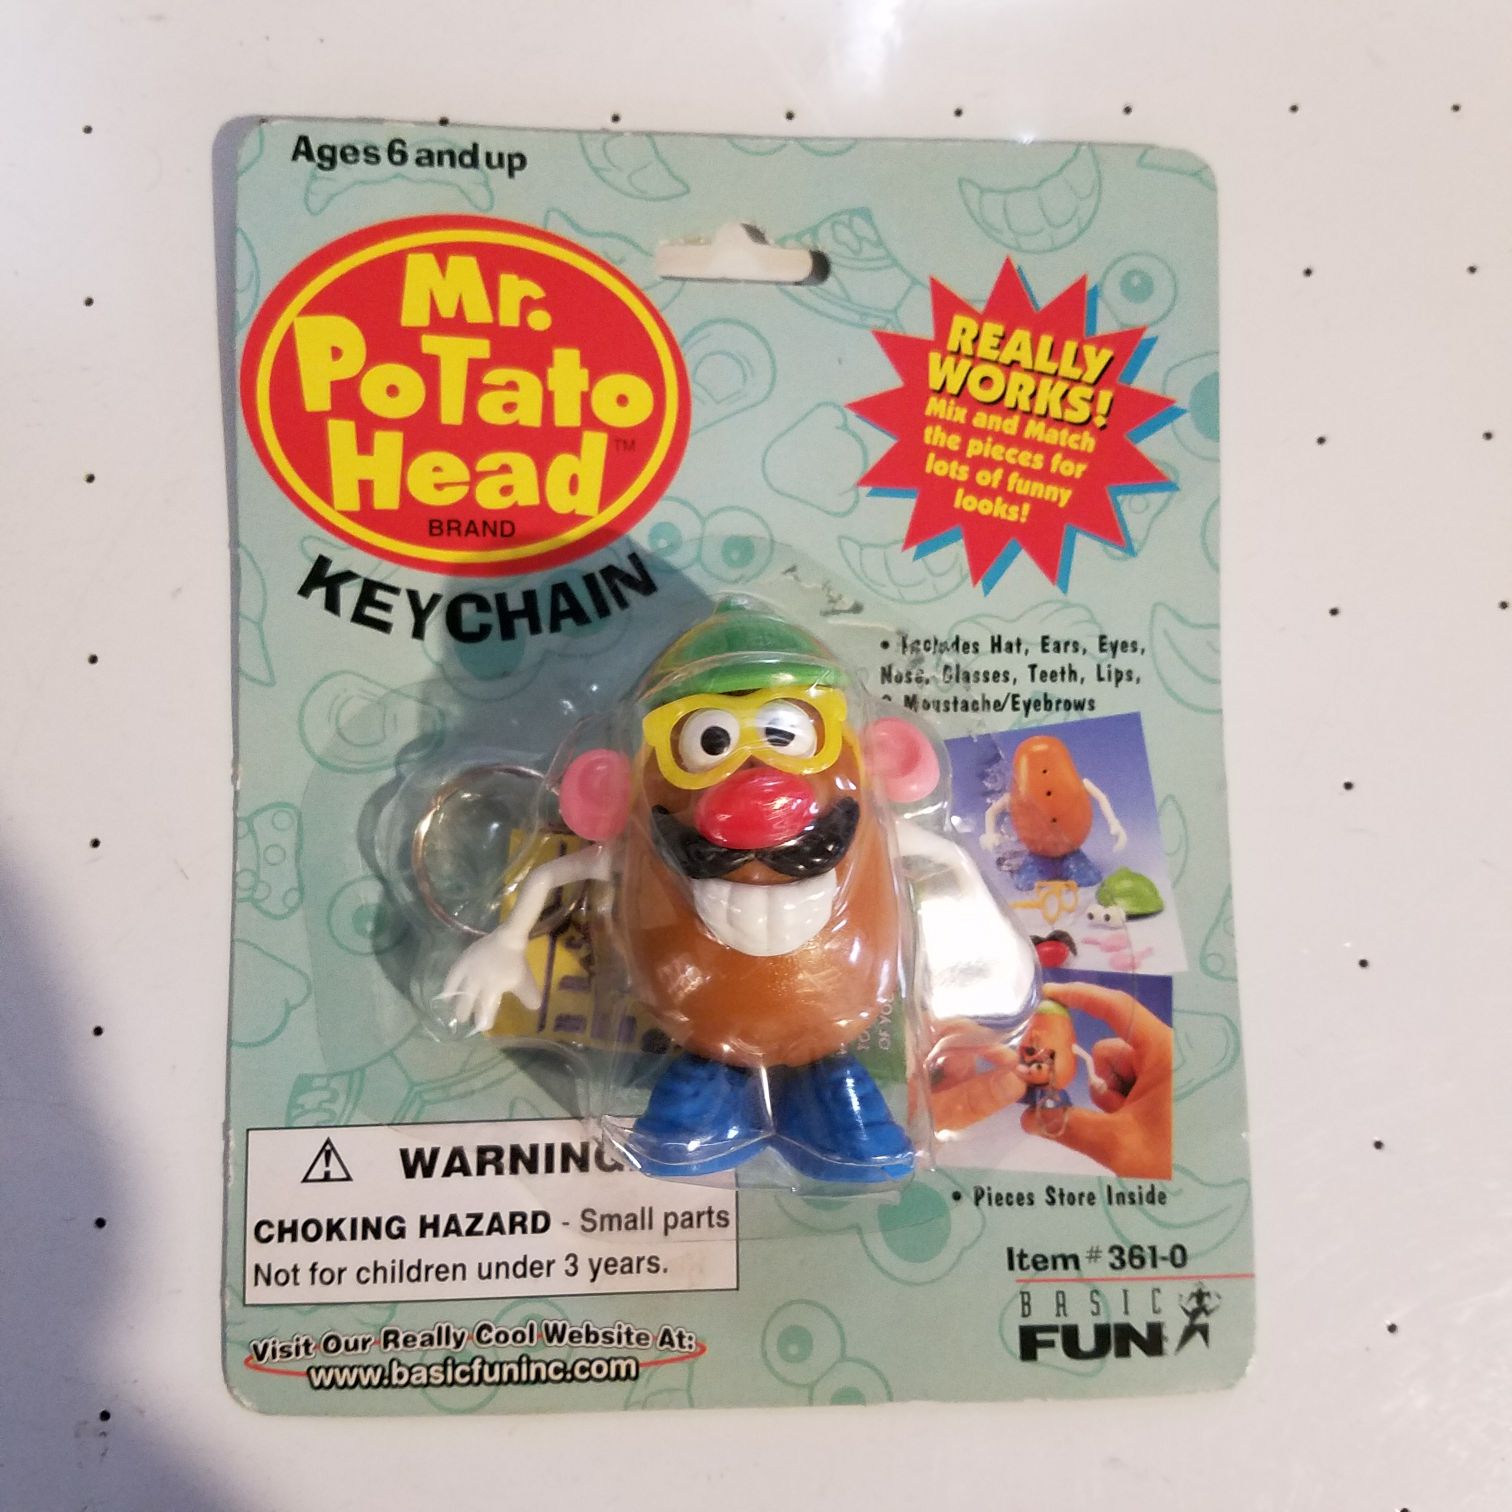 Ages 6 and up
Mr.
PoTato
Head
TM
BRAND
KEYCHAIN
REALLY
WORKS!
Mix and Match
the pieces for
lots of funny
looks!
• Includes Hat, Ears, Eyes,
Nose, Glasses, Teeth, Lips,
Moustache/Eyebrows
WARNING
CHOKING HAZARD - Small parts
Not for children under 3 years.
• Pieces Store Inside
Item # 361-0
BASIC
FUN
Visit Our Really Cool Website At:
www.basicfuninc.com